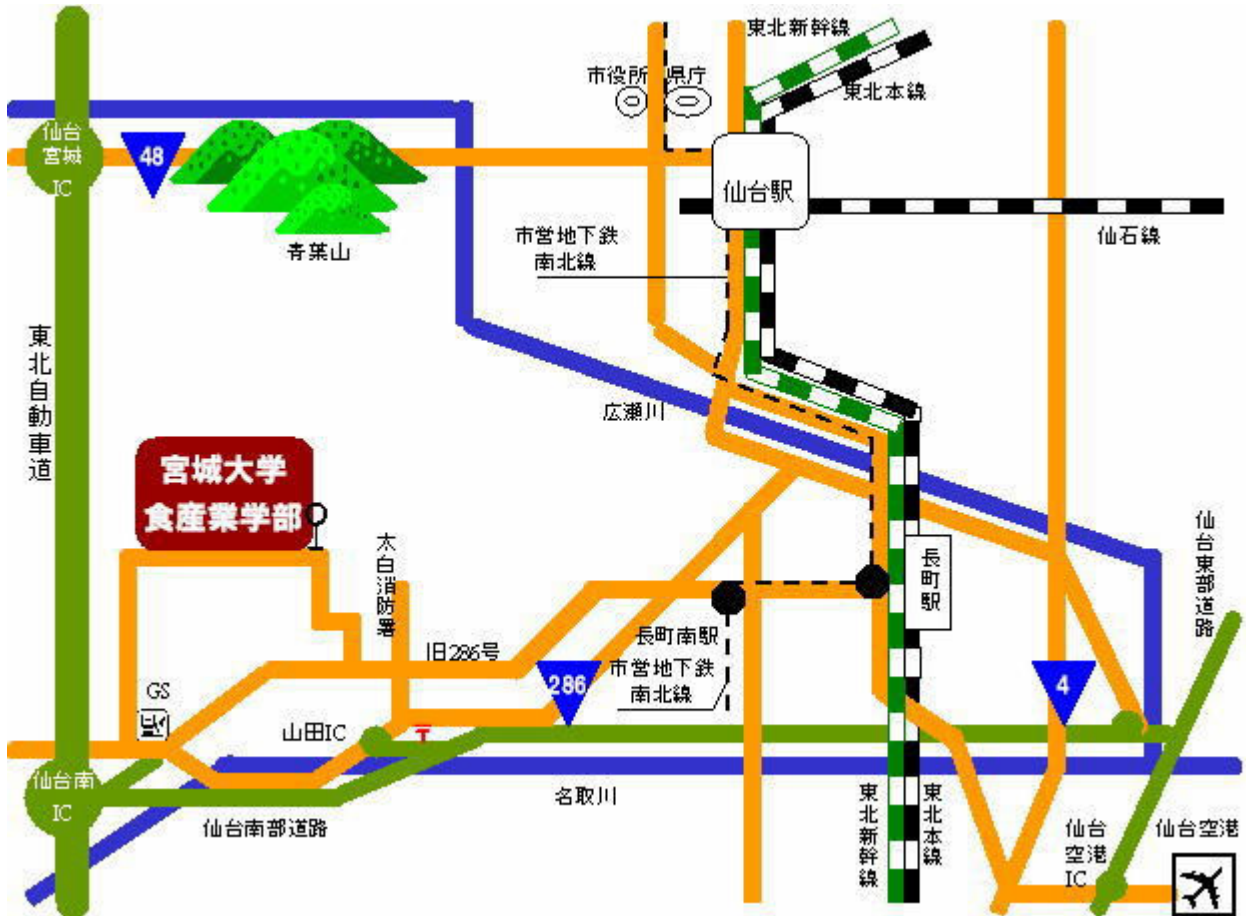 東北新幹線
市役所 県庁
東北本線
仙台
宮城
IC
48
仙台駅
青葉山
市営地下鉄
南北線
仙石線
東北自動車道
広瀬川
宮城大学
食産業学部
太白消防署
長町駅
仙台東部道路
旧286号
長町南駅
市営地下鉄
南北線
286
4
GS
山田IC
〒
仙台南
IC
名取川
仙台南部道路
東北新幹線
東北本線
仙台
空港
IC
仙台空港